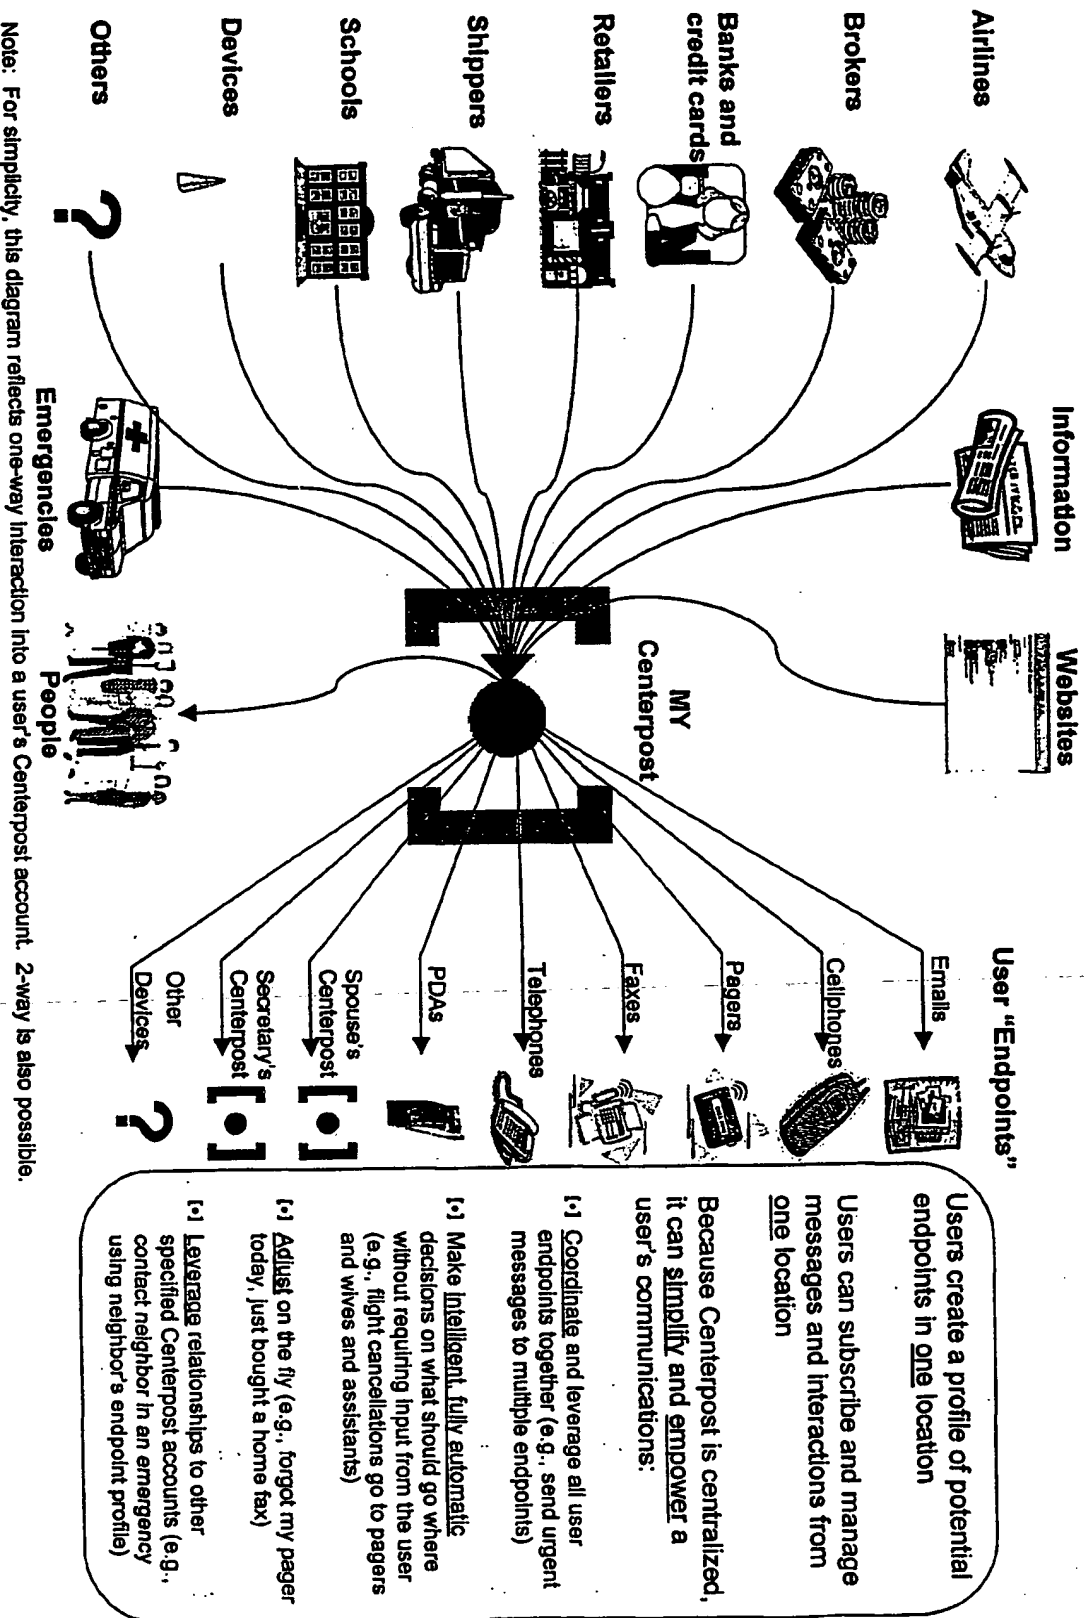 Information
Websites
User "Endpoints"
Airlines
Brokers
Banks and
credit cards
Retailers
Shippers
Schools
Devices
Others
Emergencies
People
MY
Centerpost
Emails
Cellphones
Pagers
Faxes
Telephones
PDAs
Spouse's
Centerpost
Secretary's
Centerpost
Other
Devices
?
?
[•]
[•]
Users create a profile of potential
endpoints in one location
Users can subscribe and manage
messages and interactions from
one location
Because Centerpost is centralized,
it can simplify and empower a
user's communications:
[•] Coordinate and leverage all user
endpoints together (e.g., send urgent
messages to multiple endpoints)
[•] Make intelligent, fully automatic
decisions on what should go where
without requiring input from the user
(e.g., flight cancellations go to pagers
and wives and assistants)
[•] Adjust on the fly (e.g., forgot my pager
today, just bought a home fax)
[•] Leverage relationships to other
specified Centerpost accounts (e.g.,
contact neighbor in an emergency
using neighbor's endpoint profile)
Note: For simplicity, this diagram reflects one-way interaction into a user's Centerpost account. 2-way is also possible.